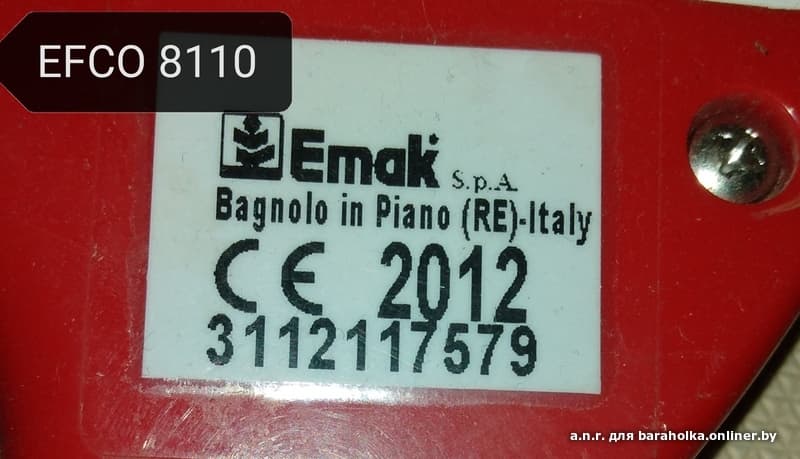 EFCO 8110
Emak S.p.A.
Bagnolo in Piano (RE)-Italy
CE 2012
3112117579
a.n.r. для baraholka.onliner.by